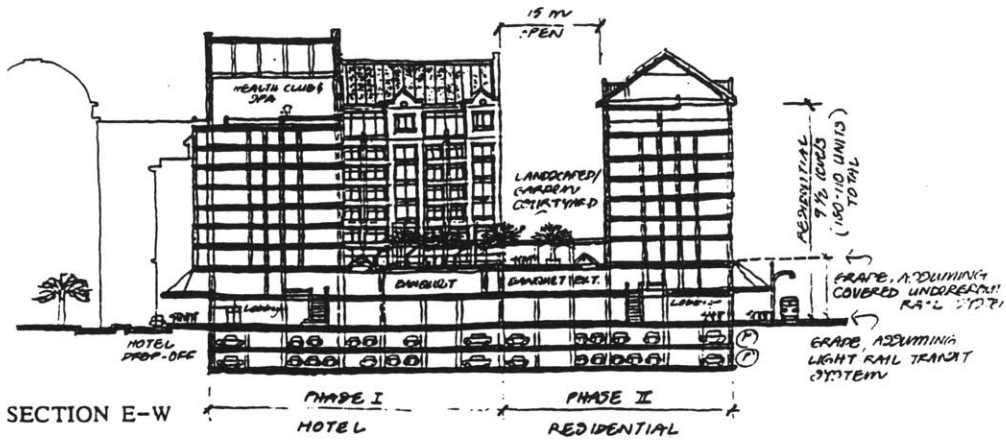 15 M
OPEN
HEALTH CLUB &
SPA
LANDSCAPED/
GARDEN
COURTYARD
RESIDENTIAL
9 1/2 LEVELS
(100-110 UNITS)
TOTAL
BANQUET
BANQUET EXT.
LOBBY
LOBBY
GRADE, ASSUMING
COVERED UNDERGROUND
RAIL SYSTEM
HOTEL
DROP-OFF
P
P
GRADE, ASSUMING
LIGHT RAIL TRANSIT
SYSTEM
SECTION E-W
PHASE I
PHASE II
HOTEL
RESIDENTIAL